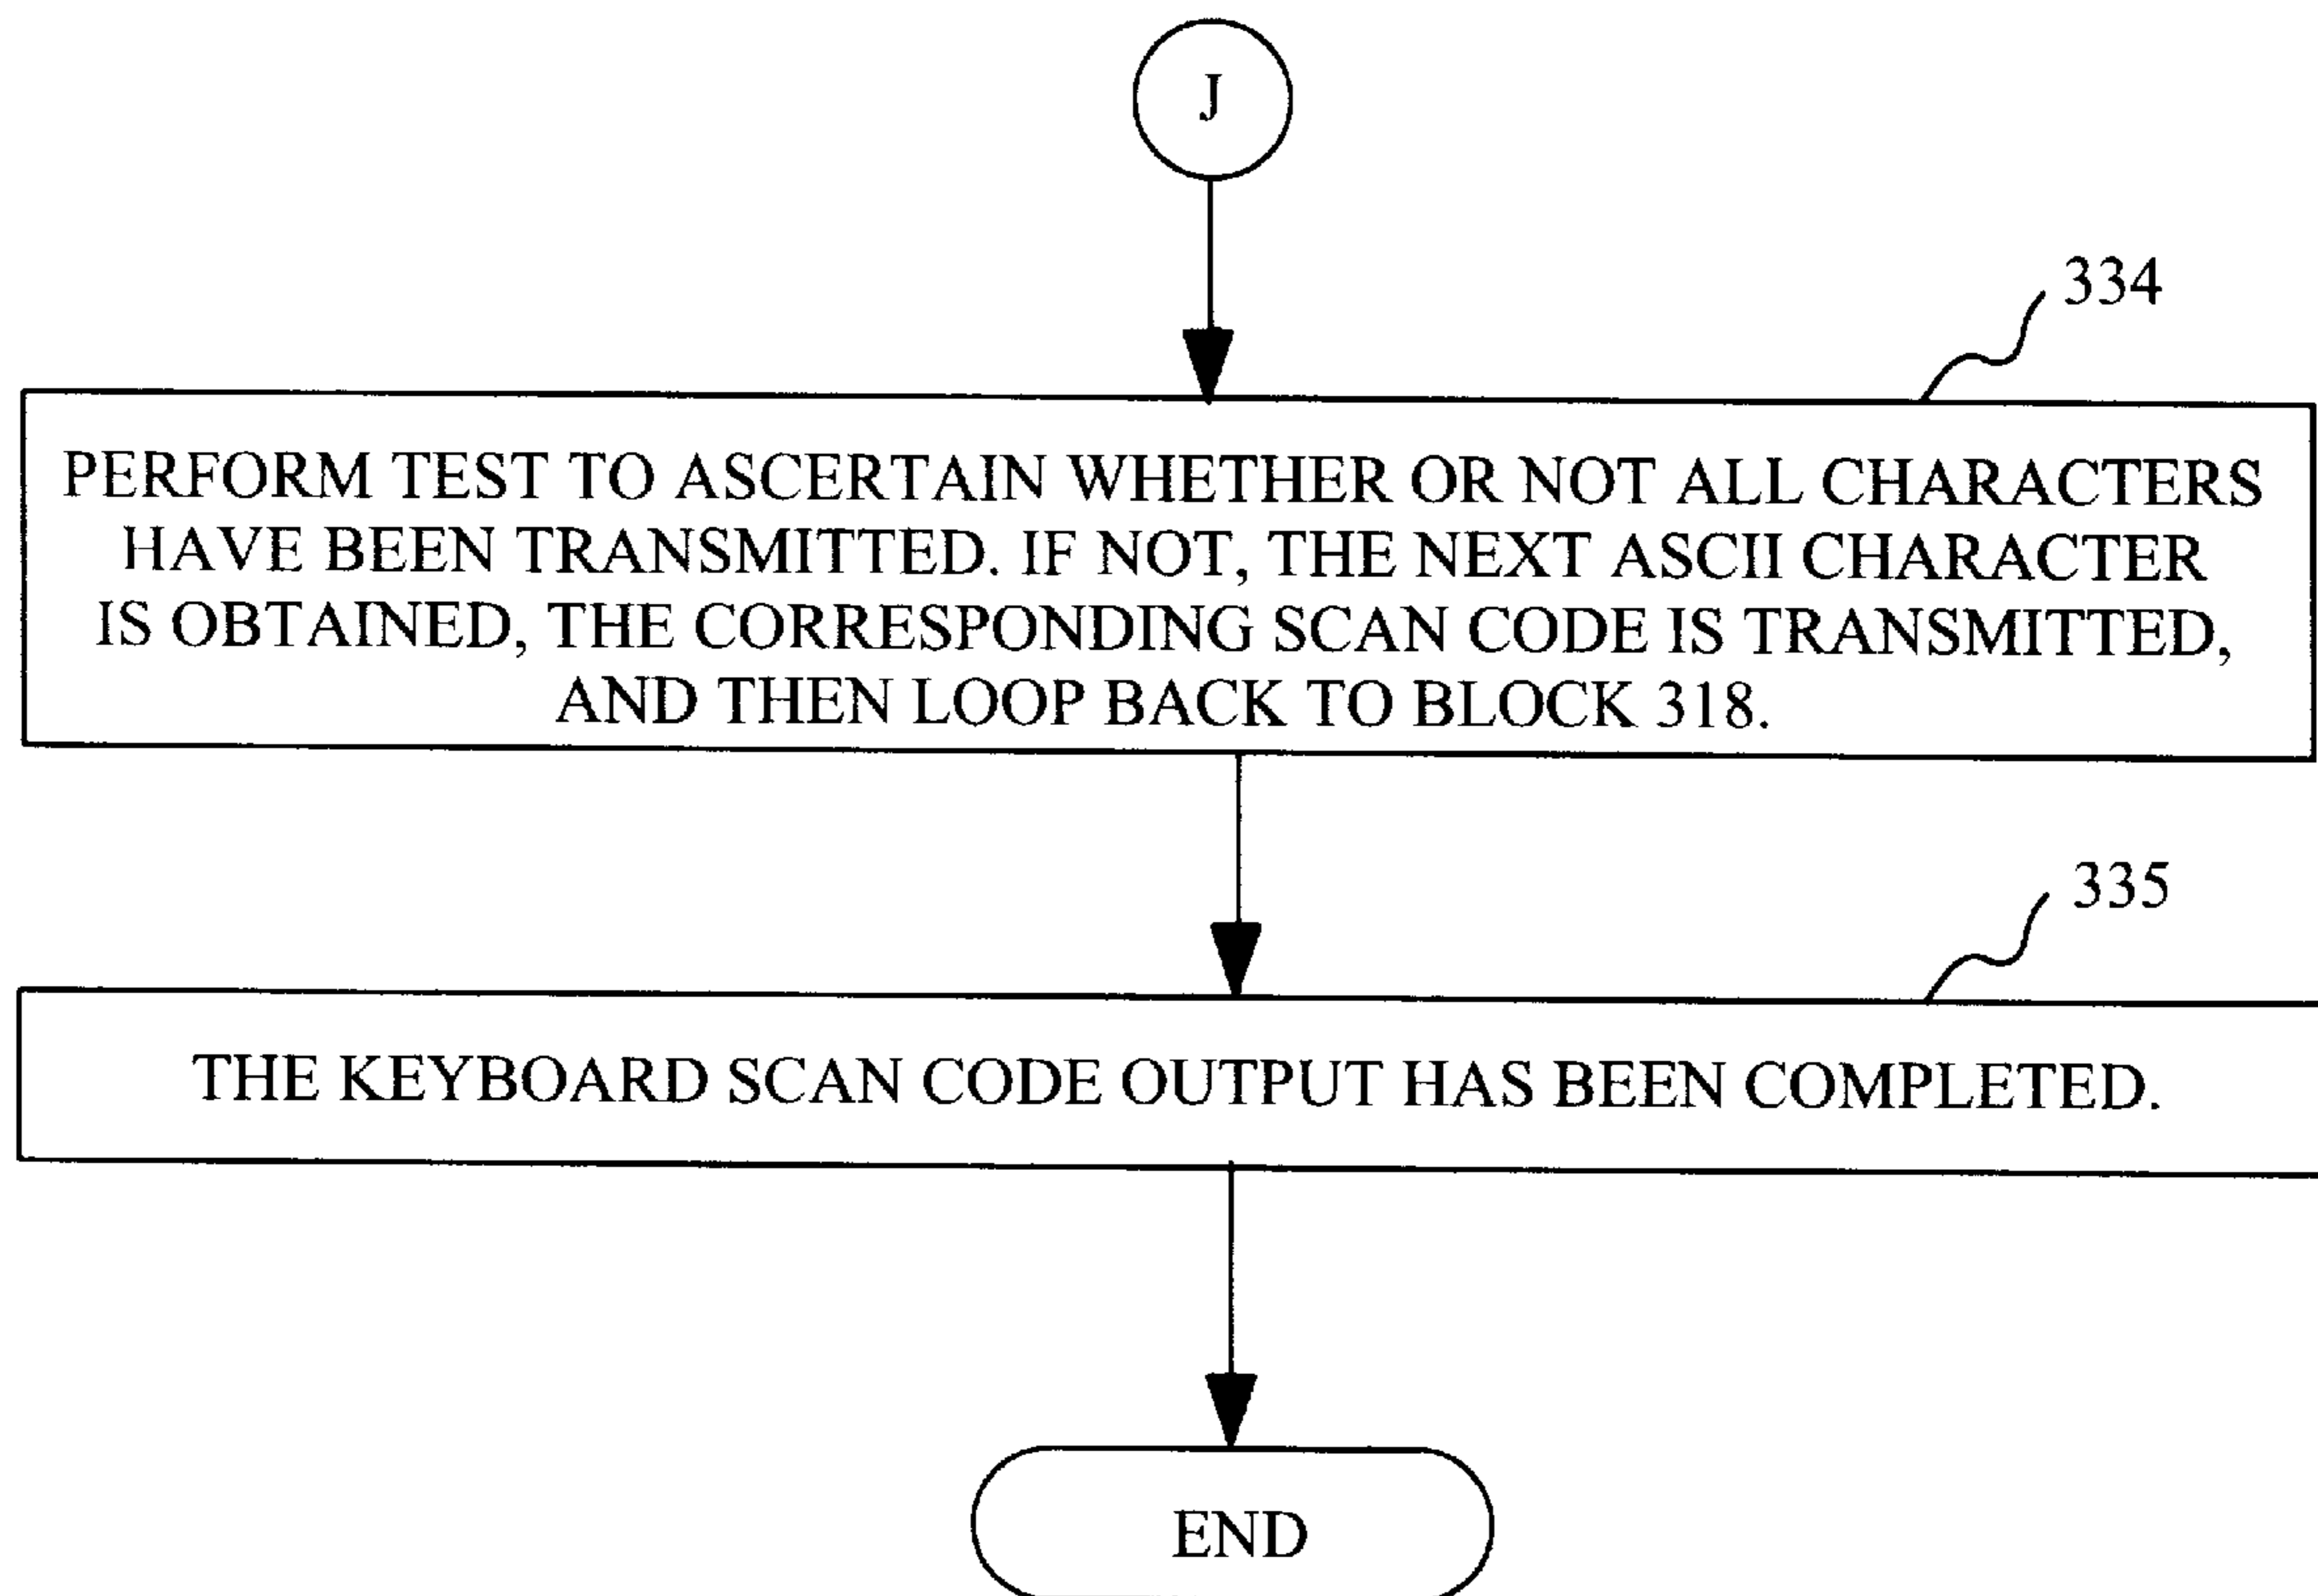 J
334
PERFORM TEST TO ASCERTAIN WHETHER OR NOT ALL CHARACTERS
HAVE BEEN TRANSMITTED. IF NOT, THE NEXT ASCII CHARACTER
IS OBTAINED, THE CORRESPONDING SCAN CODE IS TRANSMITTED,
AND THEN LOOP BACK TO BLOCK 318.
335
THE KEYBOARD SCAN CODE OUTPUT HAS BEEN COMPLETED.
END